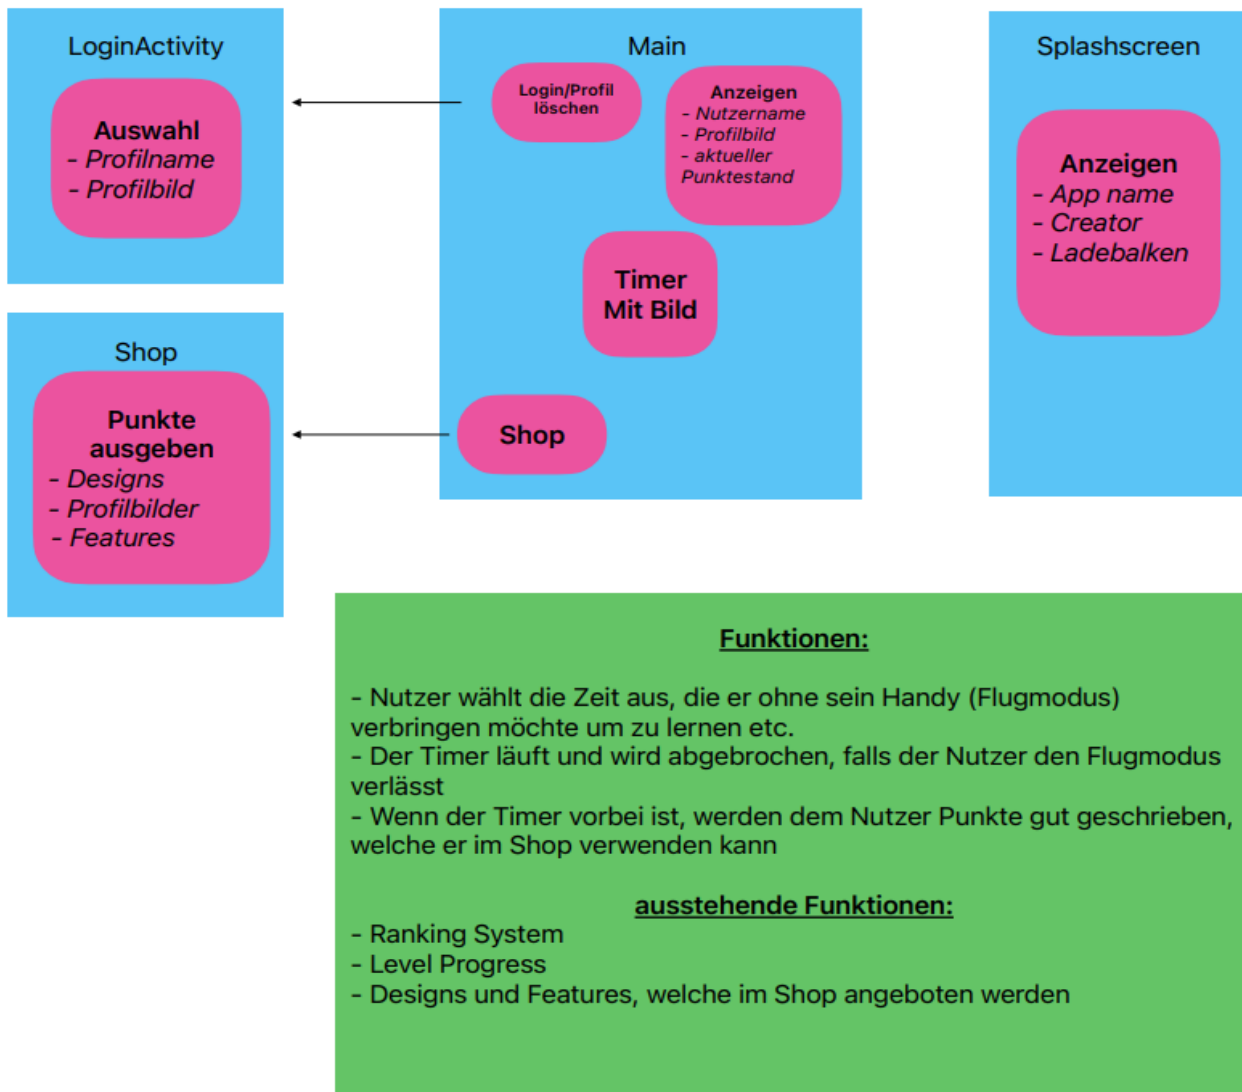 LoginActivity
Auswahl
- Profilname
- Profilbild
Main
Login/Profil
löschen
Anzeigen
- Nutzername
- Profilbild
- aktueller
Punktestand
Timer
Mit Bild
Shop
Splashscreen
Anzeigen
- App name
- Creator
- Ladebalken
Shop
Punkte
ausgeben
- Designs
- Profilbilder
- Features
Funktionen:
- Nutzer wählt die Zeit aus, die er ohne sein Handy (Flugmodus)
verbringen möchte um zu lernen etc.
- Der Timer läuft und wird abgebrochen, falls der Nutzer den Flugmodus
verlässt
- Wenn der Timer vorbei ist, werden dem Nutzer Punkte gut geschrieben,
welche er im Shop verwenden kann
ausstehende Funktionen:
- Ranking System
- Level Progress
- Designs und Features, welche im Shop angeboten werden